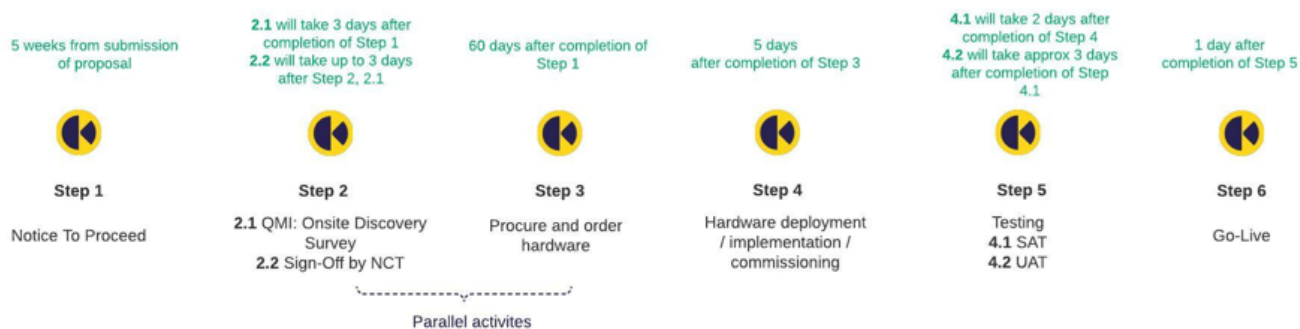 5 weeks from submission
of proposal
2.1 will take 3 days after
completion of Step 1
2.2 will take up to 3 days
after Step 2, 2.1
60 days after completion of
Step 1
5 days
after completion of Step 3
4.1 will take 2 days after
completion of Step 4
4.2 will take approx 3 days
after completion of Step
4.1
1 day after
completion of Step 5
Step 1
Step 2
Step 3
Step 4
Step 5
Step 6
Notice To Proceed
2.1 QMI: Onsite Discovery
Survey
2.2 Sign-Off by NCT
Procure and order
hardware
Hardware deployment
/ implementation /
commissioning
Testing
4.1 SAT
4.2 UAT
Go-Live
Parallel activites